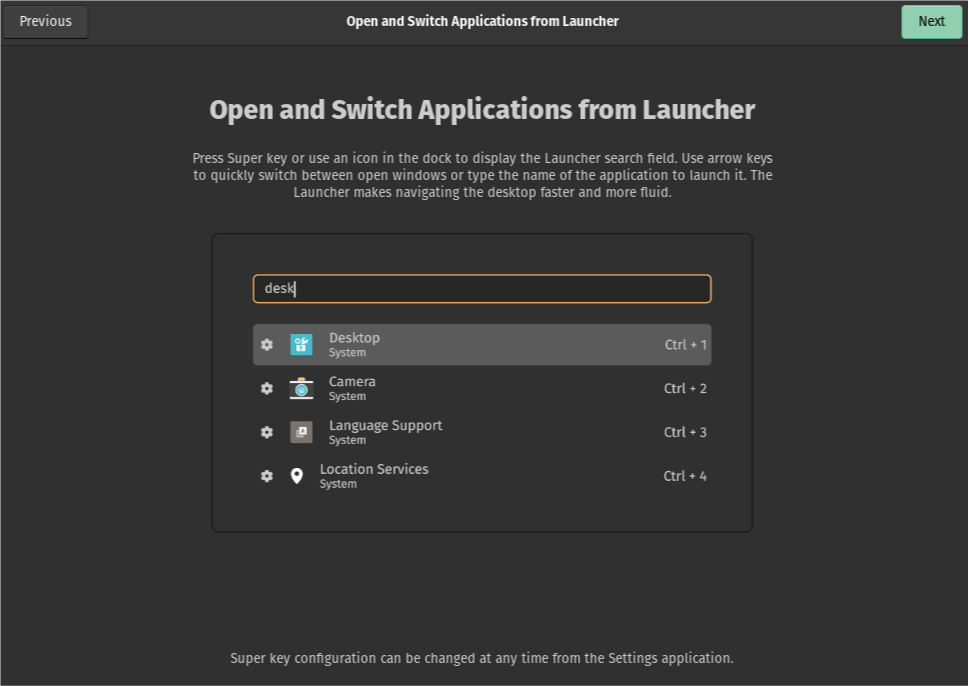 Previous
Open and Switch Applications from Launcher
Next
Open and Switch Applications from Launcher
Press Super key or use an icon in the dock to display the Launcher search field. Use arrow keys
to quickly switch between open windows or type the name of the application to launch it. The
Launcher makes navigating the desktop faster and more fluid.
desk
Desktop
System
Ctrl + 1
Camera
System
Ctrl + 2
Language Support
System
Ctrl + 3
Location Services
System
Ctrl + 4
Super key configuration can be changed at any time from the Settings application.